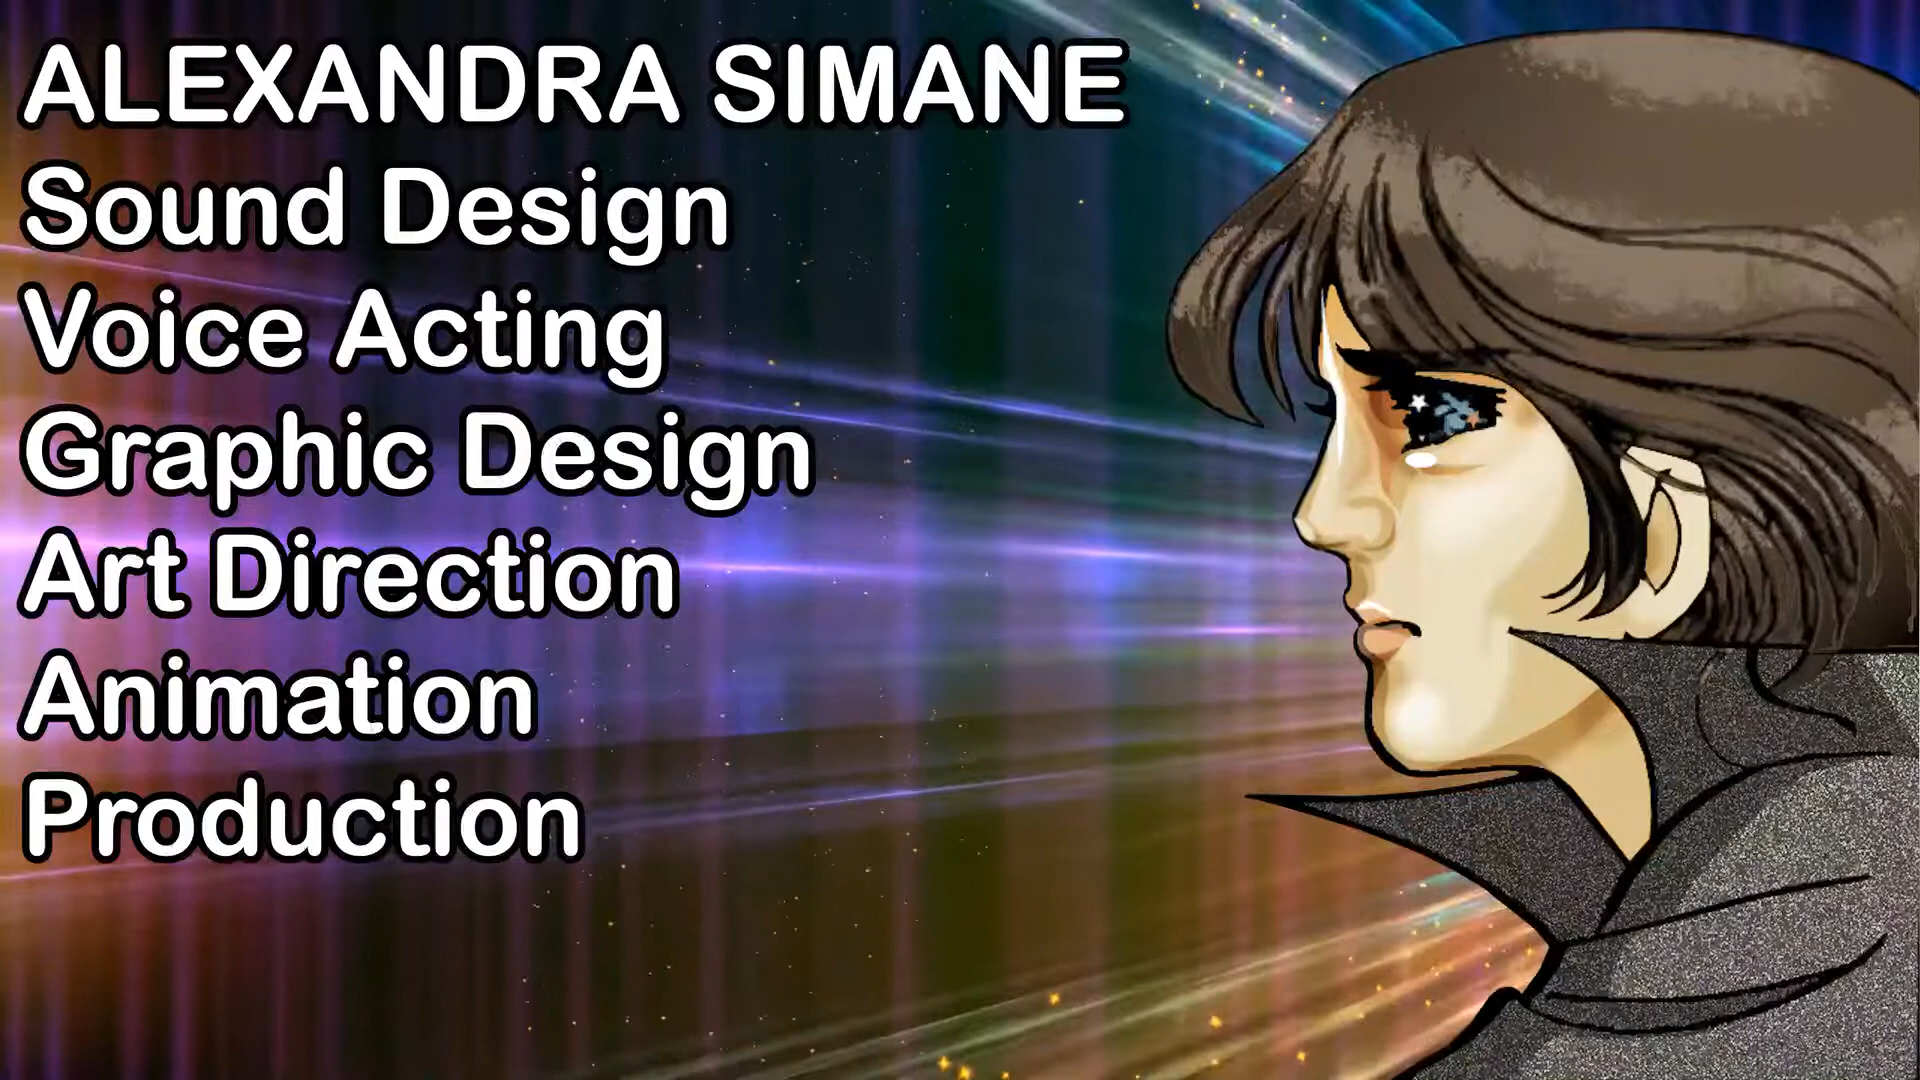 ALEXANDRA SIMANE
Sound Design
Voice Acting
Graphic Design
Art Direction
Animation
Production